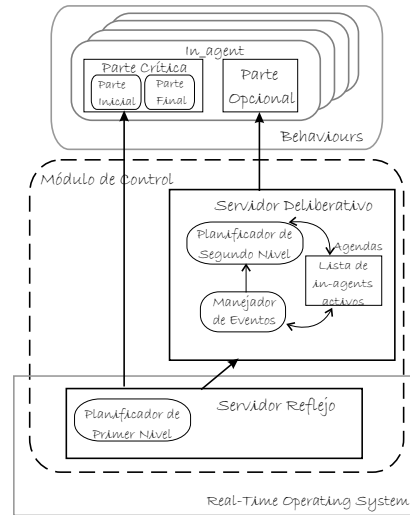 In_agent
Parte Crítica
Parte
Inicial
Parte
Final
Parte
Opcional
Behaviours
Módulo de Control
Servidor Deliberativo
Planificador de
Segundo Nivel
Agendas
Lista de
in-agents
activos
Manejador
de Eventos
Servidor Reflejo
Planificador de
Primer Nivel
Real-Time Operating System